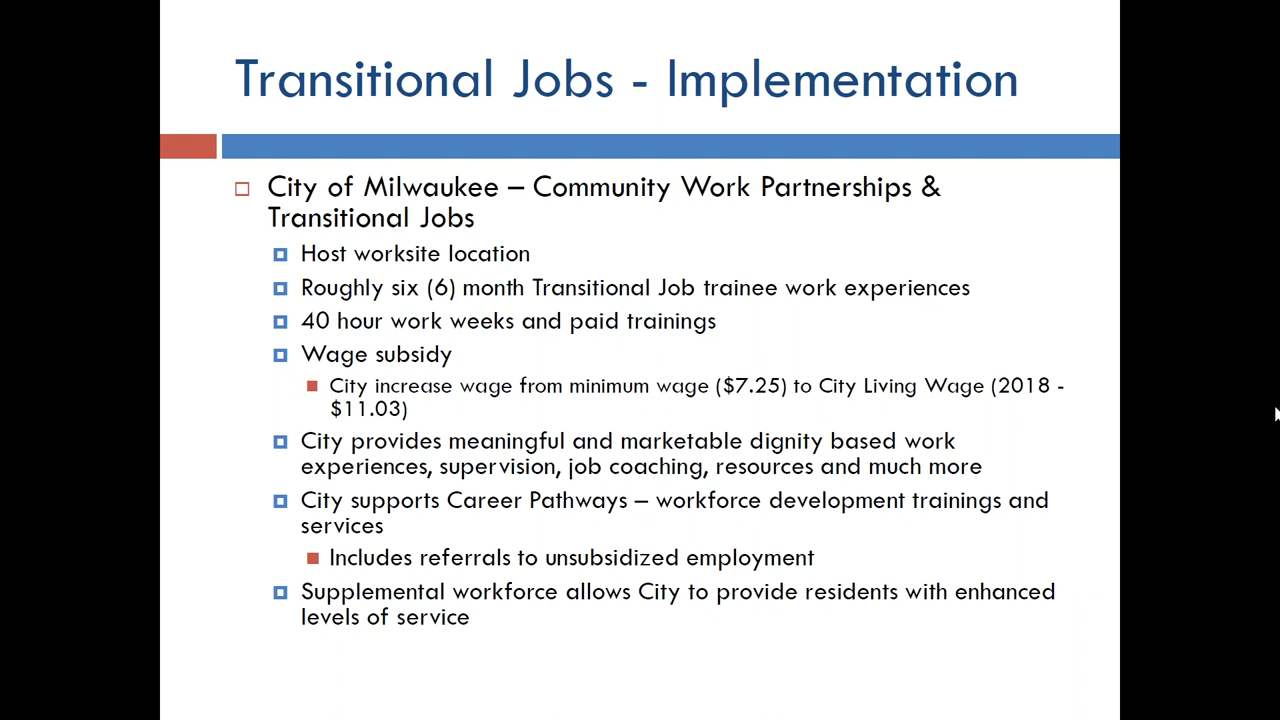 Transitional Jobs - Implementation
City of Milwaukee – Community Work Partnerships &
Transitional Jobs
Host worksite location
Roughly six (6) month Transitional Job trainee work experiences
40 hour work weeks and paid trainings
Wage subsidy
City increase wage from minimum wage ($7.25) to City Living Wage (2018 -
$11.03)
City provides meaningful and marketable dignity based work
experiences, supervision, job coaching, resources and much more
City supports Career Pathways – workforce development trainings and
services
Includes referrals to unsubsidized employment
Supplemental workforce allows City to provide residents with enhanced
levels of service